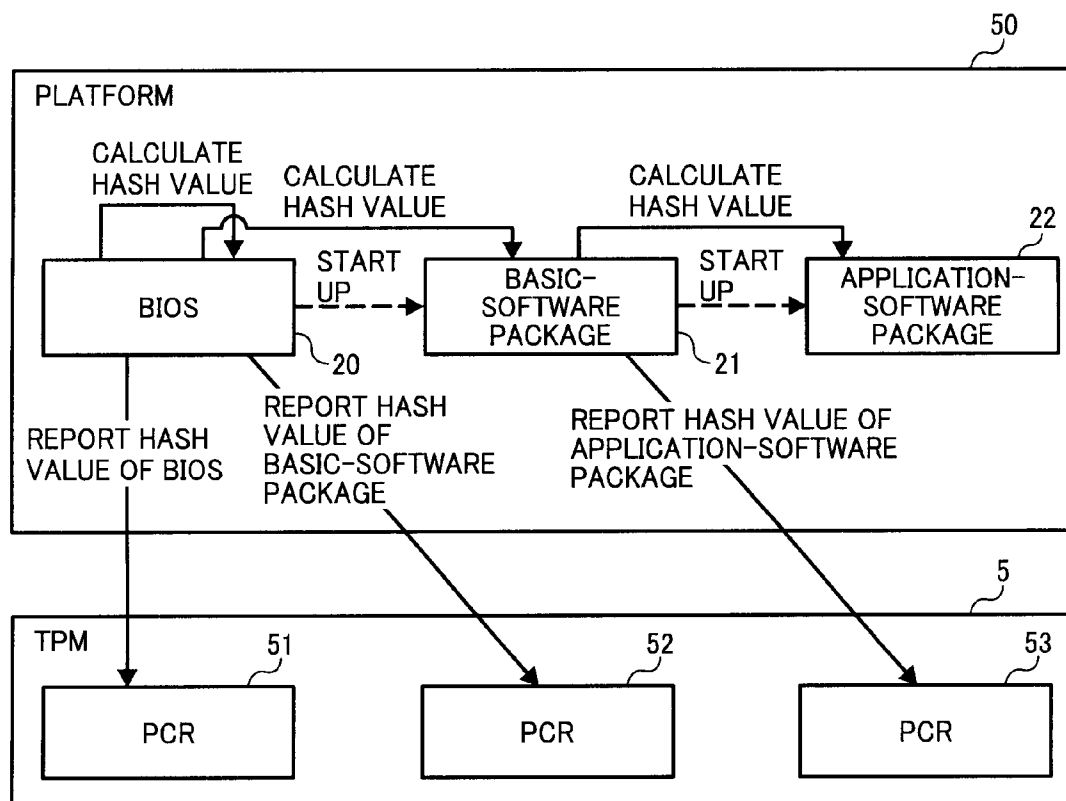 50
PLATFORM
CALCULATE
HASH VALUE
CALCULATE
HASH VALUE
CALCULATE
HASH VALUE
START
UP
START
UP
22
BIOS
BASIC-
SOFTWARE
PACKAGE
APPLICATION-
SOFTWARE
PACKAGE
20
21
REPORT HASH
VALUE OF BIOS
REPORT HASH
VALUE OF
BASIC-SOFTWARE
PACKAGE
REPORT HASH VALUE OF
APPLICATION-SOFTWARE
PACKAGE
5
TPM
51
52
53
PCR
PCR
PCR